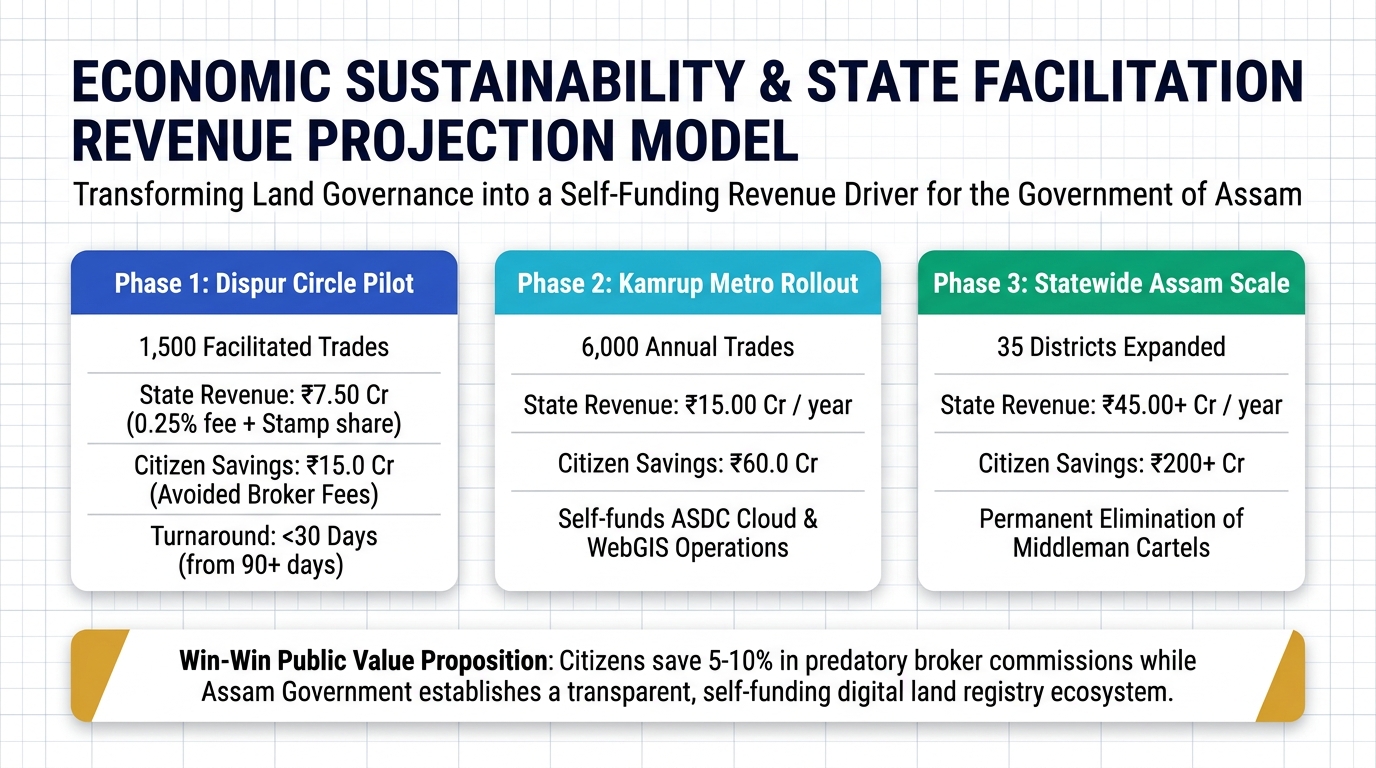 ECONOMIC SUSTAINABILITY & STATE FACILITATION
REVENUE PROJECTION MODEL
Transforming Land Governance into a Self-Funding Revenue Driver for the Government of Assam
Phase 1: Dispur Circle Pilot
1,500 Facilitated Trades
State Revenue: ₹7.50 Cr
(0.25% fee + Stamp share)
Citizen Savings: ₹15.0 Cr
(Avoided Broker Fees)
Turnaround: <30 Days
(from 90+ days)
Phase 2: Kamrup Metro Rollout
6,000 Annual Trades
State Revenue: ₹15.00 Cr / year
Citizen Savings: ₹60.0 Cr
Self-funds ASDC Cloud &
WebGIS Operations
Phase 3: Statewide Assam Scale
35 Districts Expanded
State Revenue: ₹45.00+ Cr / year
Citizen Savings: ₹200+ Cr
Permanent Elimination of
Middleman Cartels
Win-Win Public Value Proposition: Citizens save 5-10% in predatory broker commissions while
Assam Government establishes a transparent, self-funding digital land registry ecosystem.